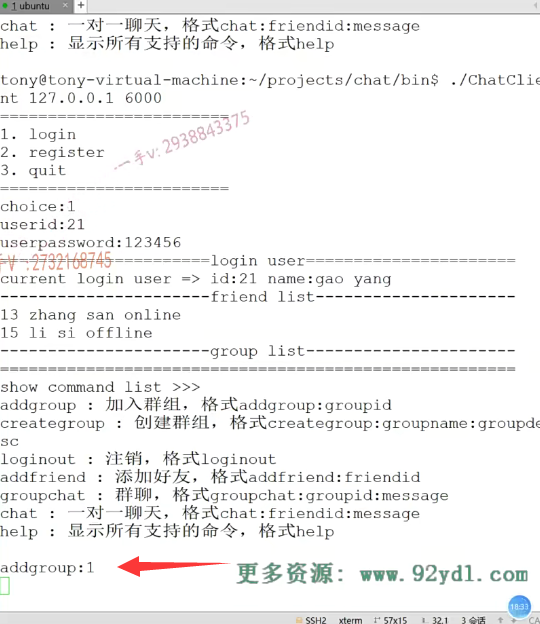 1 ubuntu × +
chat : 一对一聊天，格式chat:friendid:message
help : 显示所有支持的命令，格式help
tony@tony-virtual-machine:~/projects/chat/bin$ ./ChatClie
nt 127.0.0.1 6000
========================
1. login
2. register
3. quit
========================
一手v: 2938843375
choice:1
userid:21
userpassword:123456
======================login user======================
2732168745
current login user => id:21 name:gao yang
----------------------friend list---------------------
13 zhang san online
15 li si offline
----------------------group list----------------------
======================================================
show command list >>>
addgroup : 加入群组，格式addgroup:groupid
creategroup : 创建群组，格式creategroup:groupname:groupde
sc
loginout : 注销，格式loginout
addfriend : 添加好友，格式addfriend:friendid
groupchat : 群聊，格式groupchat:groupid:message
chat : 一对一聊天，格式chat:friendid:message
help : 显示所有支持的命令，格式help
addgroup:1
更多资源: www.92ydl.com
18:33
SSH2 xterm 57x15 32,1 3 会话